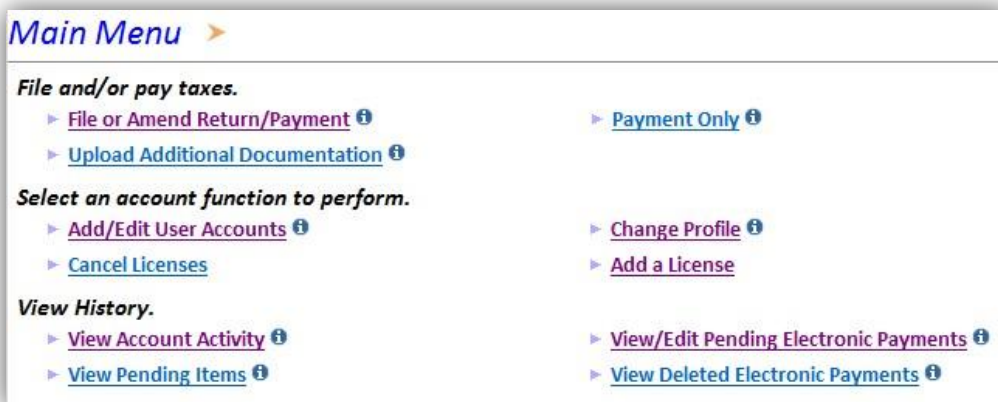 Main Menu
File and/or pay taxes.
File or Amend Return/Payment
Payment Only
Upload Additional Documentation
Select an account function to perform.
Add/Edit User Accounts
Change Profile
Cancel Licenses
Add a License
View History.
View Account Activity
View/Edit Pending Electronic Payments
View Pending Items
View Deleted Electronic Payments